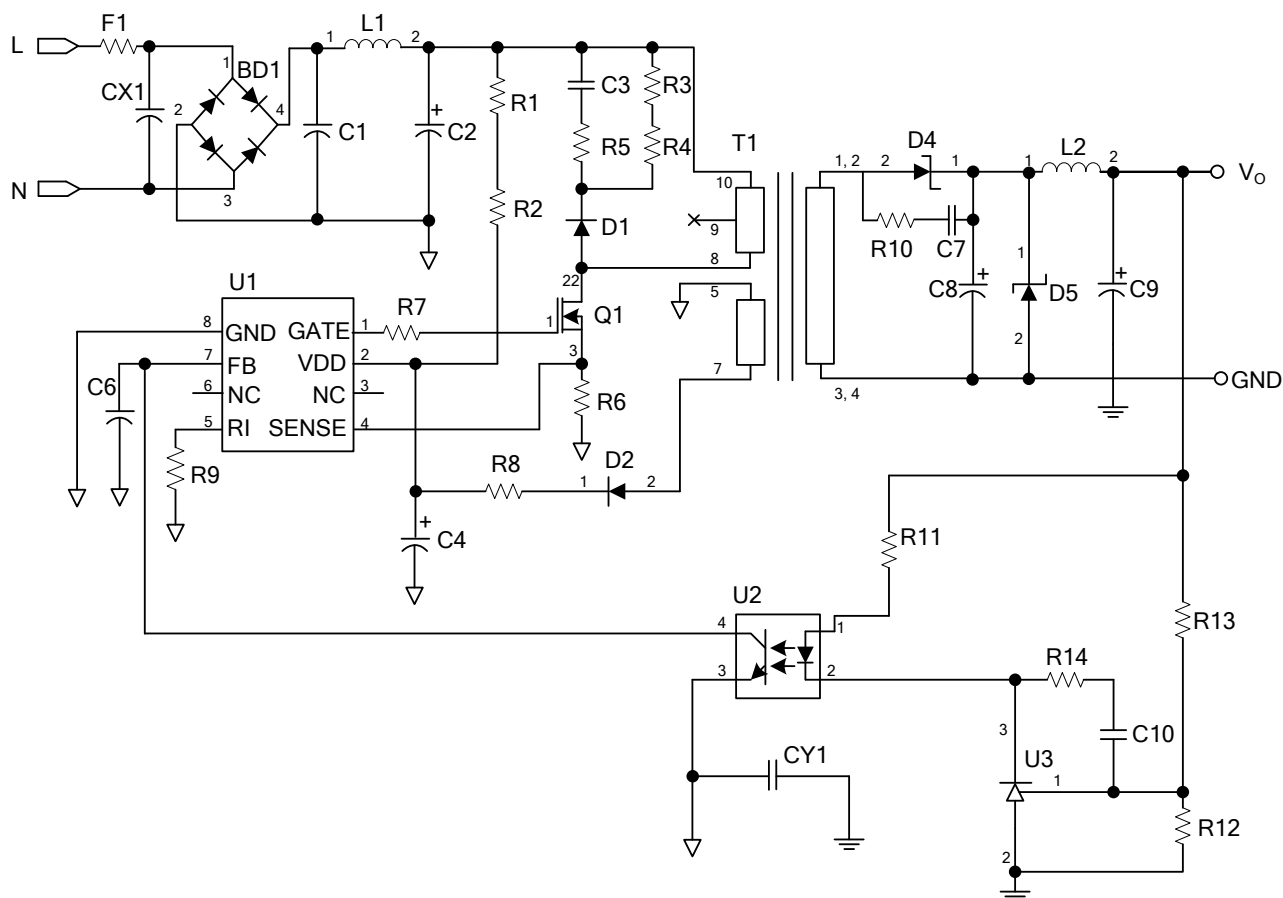 F1
L1
L
1
2
BD1
1
CX1
2
4
C1
+
C2
R1
C3
R3
R5
R4
N
3
R2
T1
D4
L2
1, 2
2
1
1
2
V_O
10
9
8
D1
R10
C7
1
C8
+
D5
2
+
C9
U1
22
5
R7
1
Q1
8
GND
GATE
1
7
FB
VDD
2
3
7
C6
6
NC
NC
3
R6
3, 4
GND
5
RI
SENSE
4
R9
R8
1
D2
2
+
C4
R11
U2
4
1
R13
3
2
R14
3
C10
CY1
U3
1
R12
2